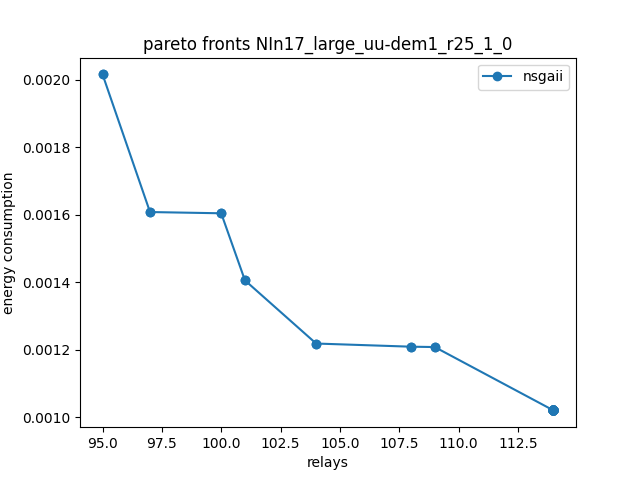 pareto fronts NIn17_large_uu-dem1_r25_1_0
nsgaii
0.0020
0.0018
0.0016
0.0014
0.0012
0.0010
energy consumption
95.0 97.5 100.0 102.5 105.0 107.5 110.0 112.5
relays